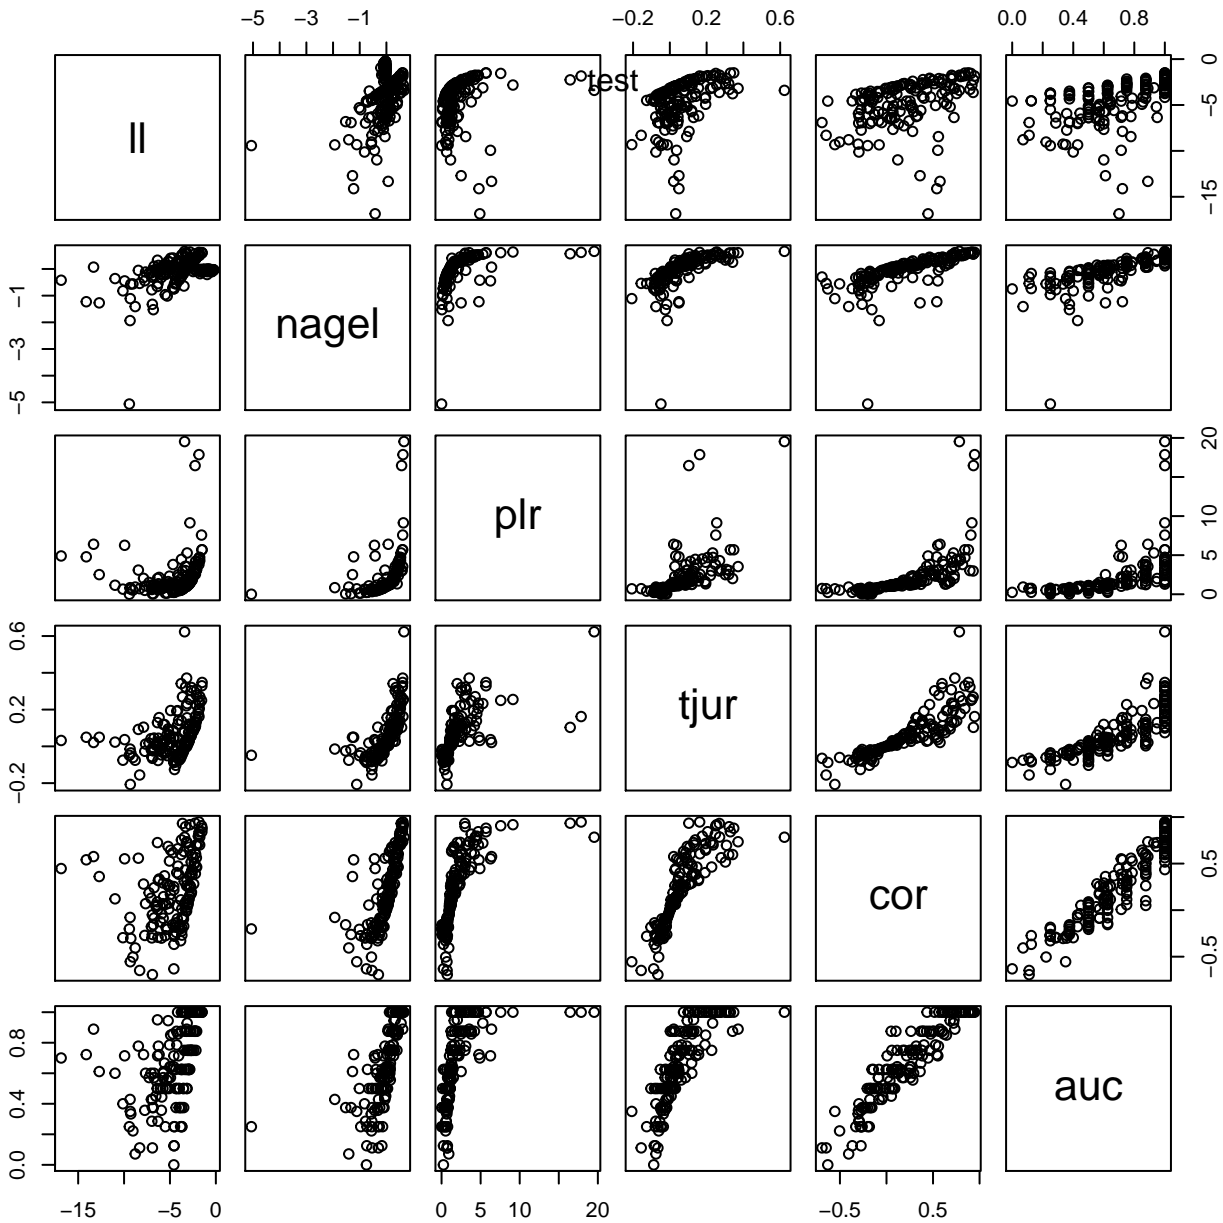 −5 −3 −1 −0.2 0.2 0.6 0.0 0.4 0.8
ll test −15 −5 0
−5 −3 −1 nagel
plr 0 5 10 20
−0.2 0.2 0.6 tjur
cor −0.5 0.5
0.0 0.4 0.8 auc
−15 −5 0 0 5 10 20 −0.5 0.5